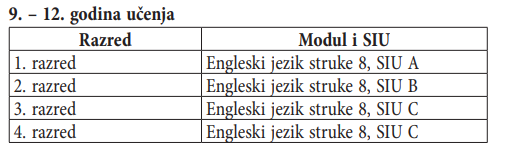 9. – 12. godina učenja
Razred Modul i SIU
1. razred Engleski jezik struke 8, SIU A
2. razred Engleski jezik struke 8, SIU B
3. razred Engleski jezik struke 8, SIU C
4. razred Engleski jezik struke 8, SIU C